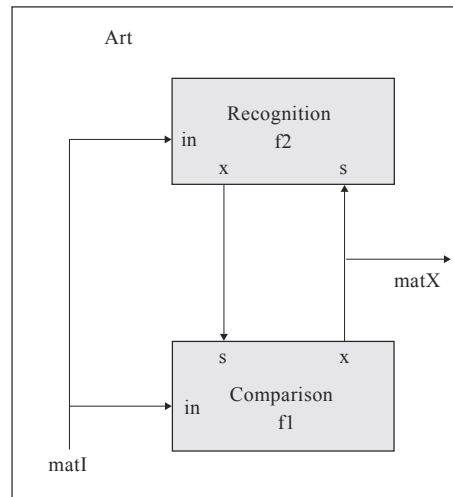 Art
Recognition
f2
in
x s
matX
s x
Comparison
in
f1
matI